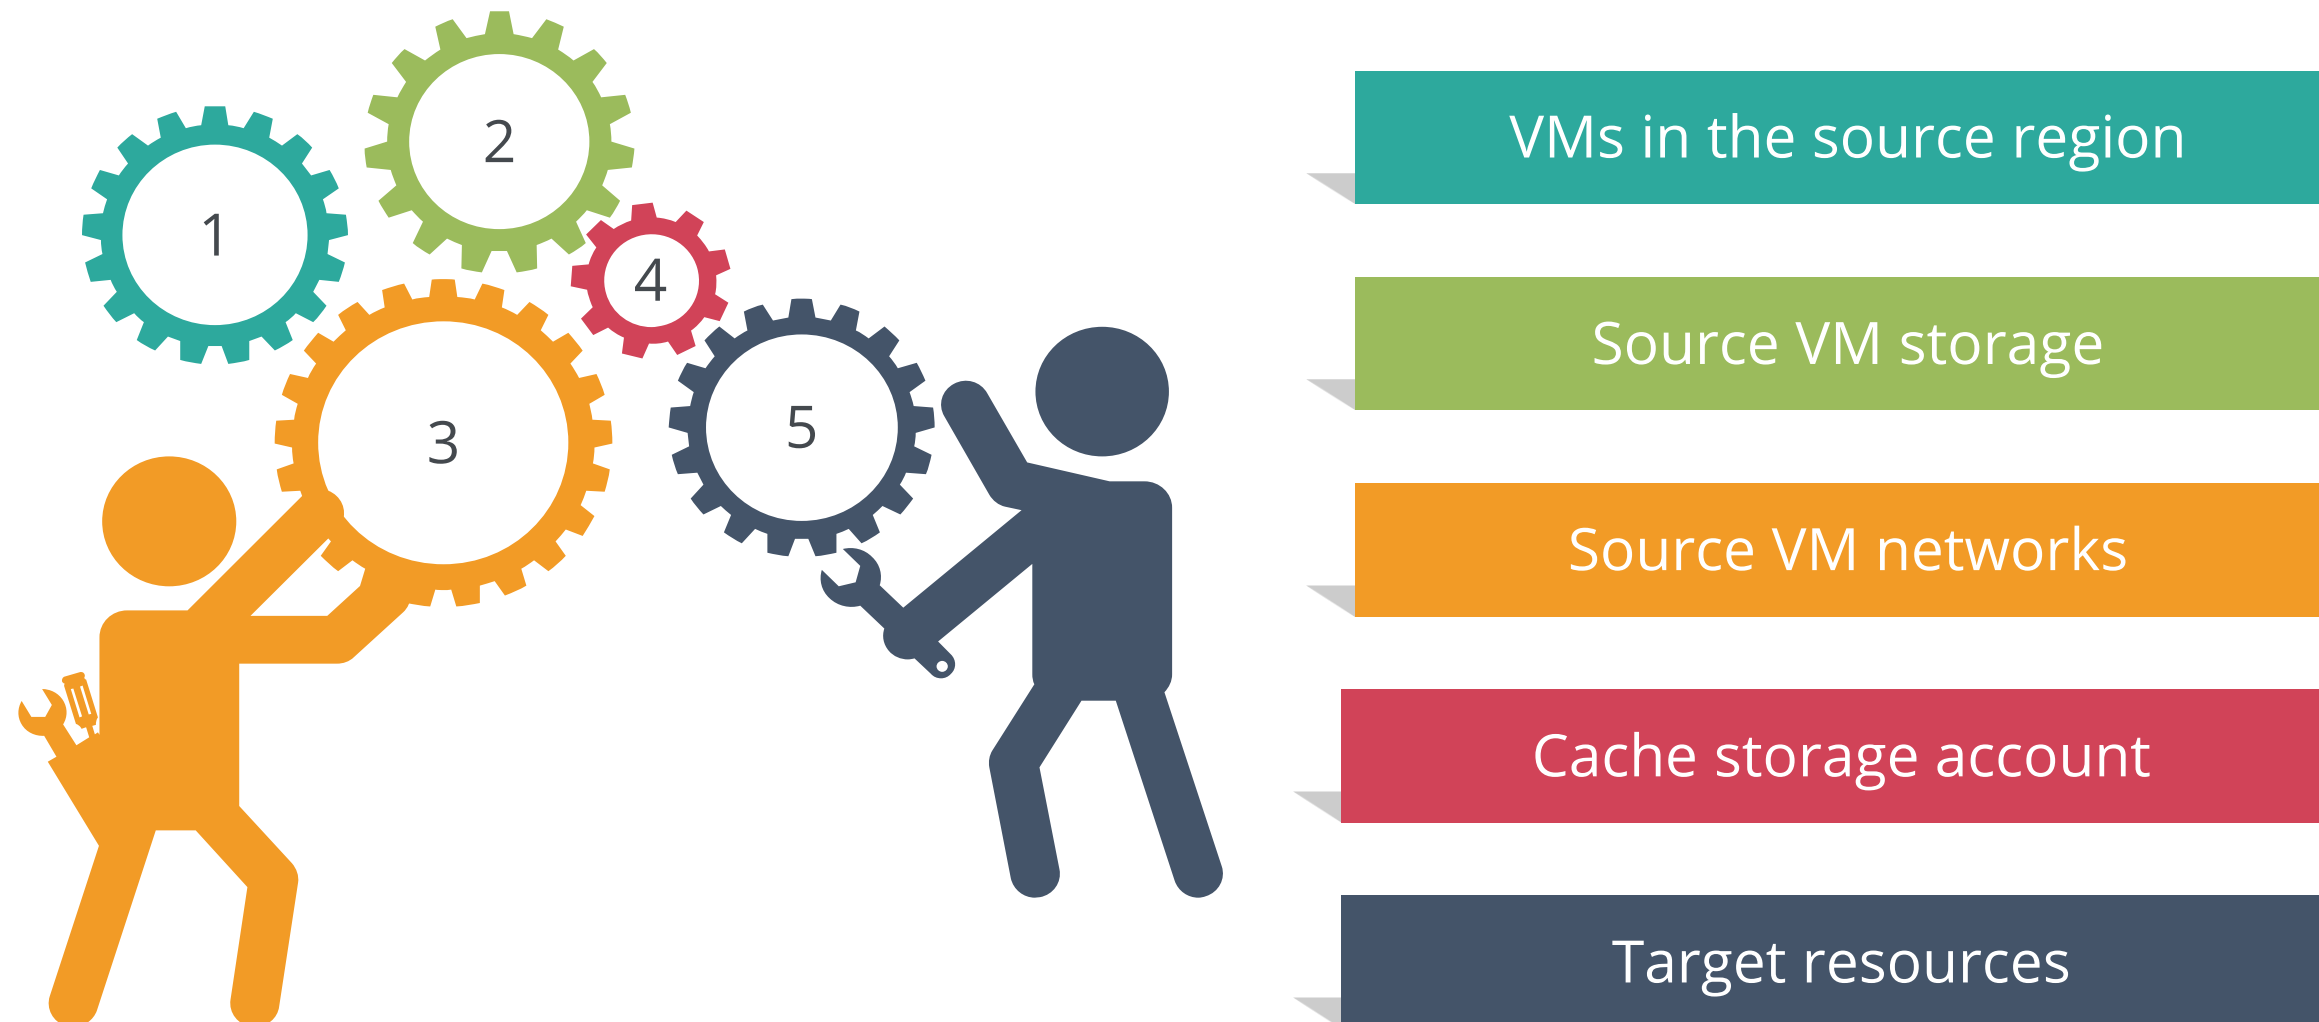 1
2
3
4
5
VMs in the source region
Source VM storage
Source VM networks
Cache storage account
Target resources